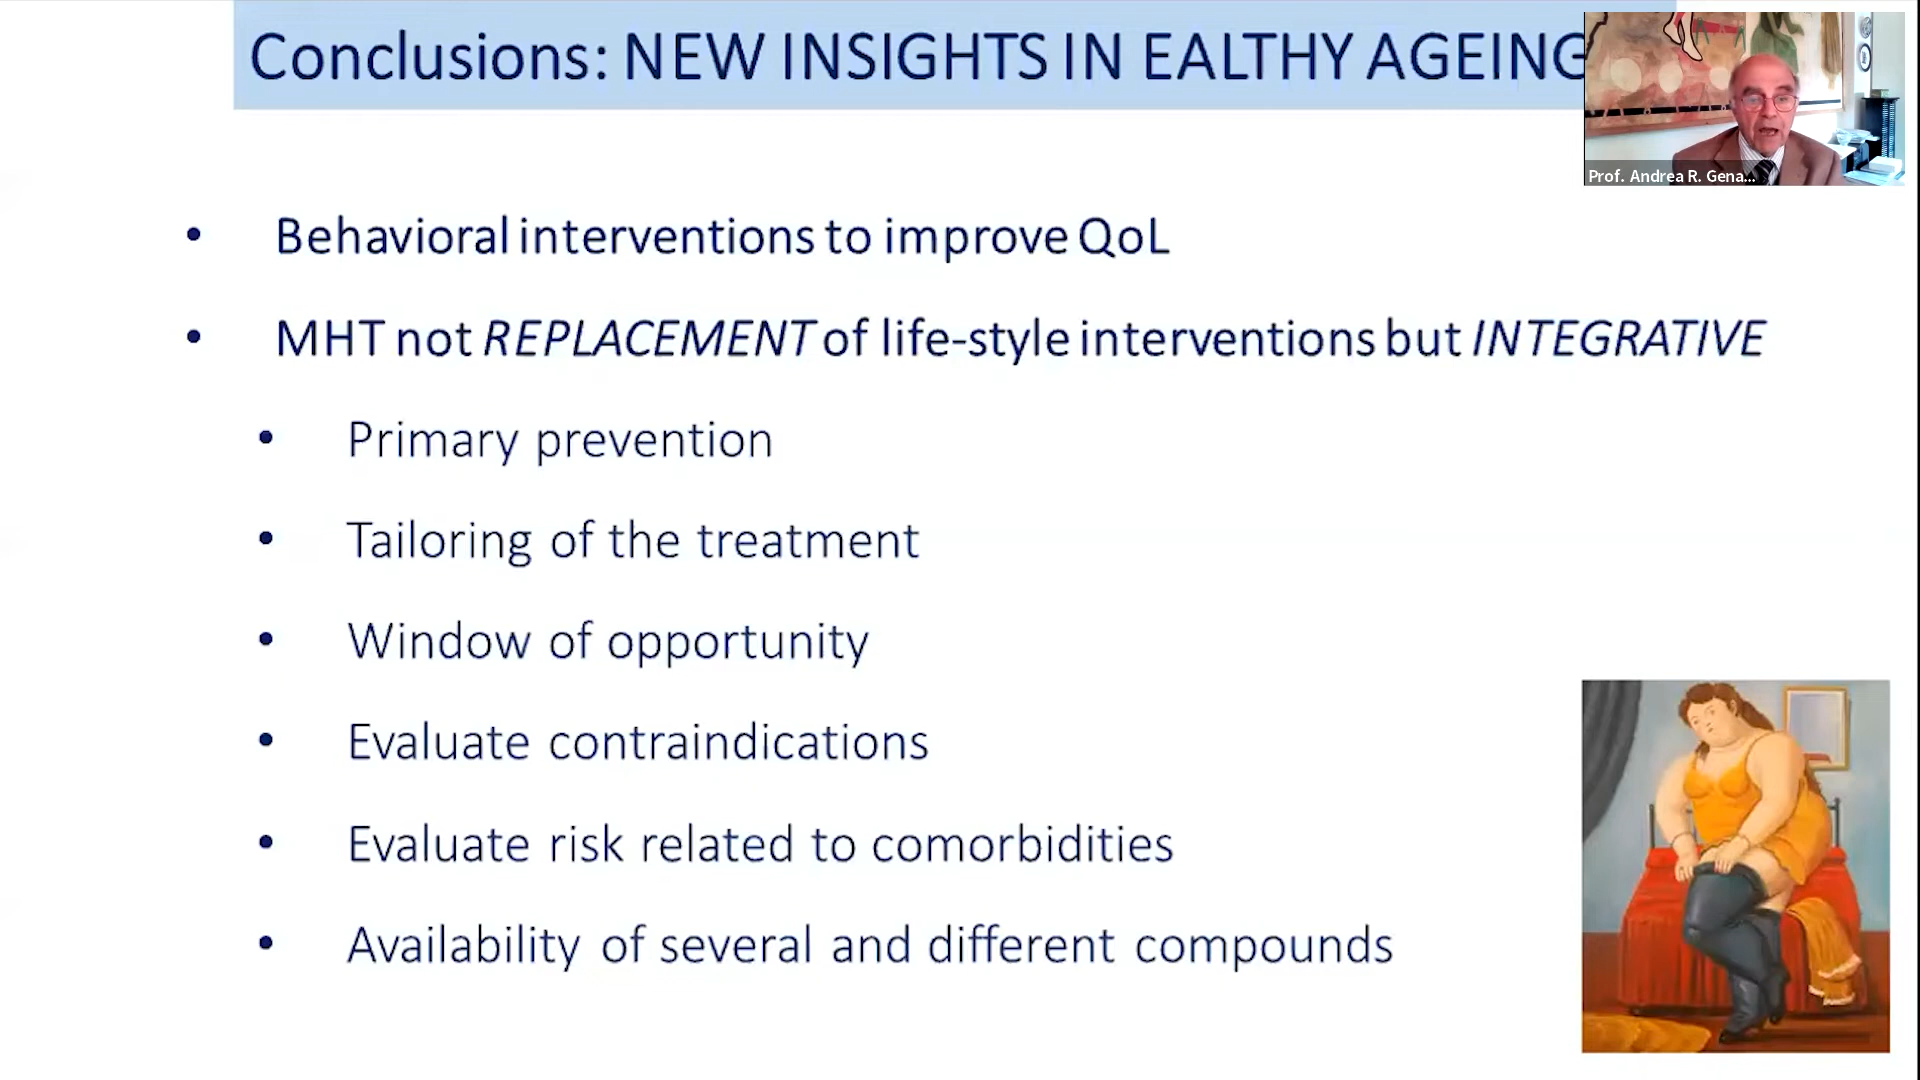 Conclusions: NEW INSIGHTS IN EALTHY AGEING
Prof. Andrea R. Gena...
• Behavioral interventions to improve QoL
• MHT not REPLACEMENT of life-style interventions but INTEGRATIVE
• Primary prevention
• Tailoring of the treatment
• Window of opportunity
• Evaluate contraindications
• Evaluate risk related to comorbidities
• Availability of several and different compounds